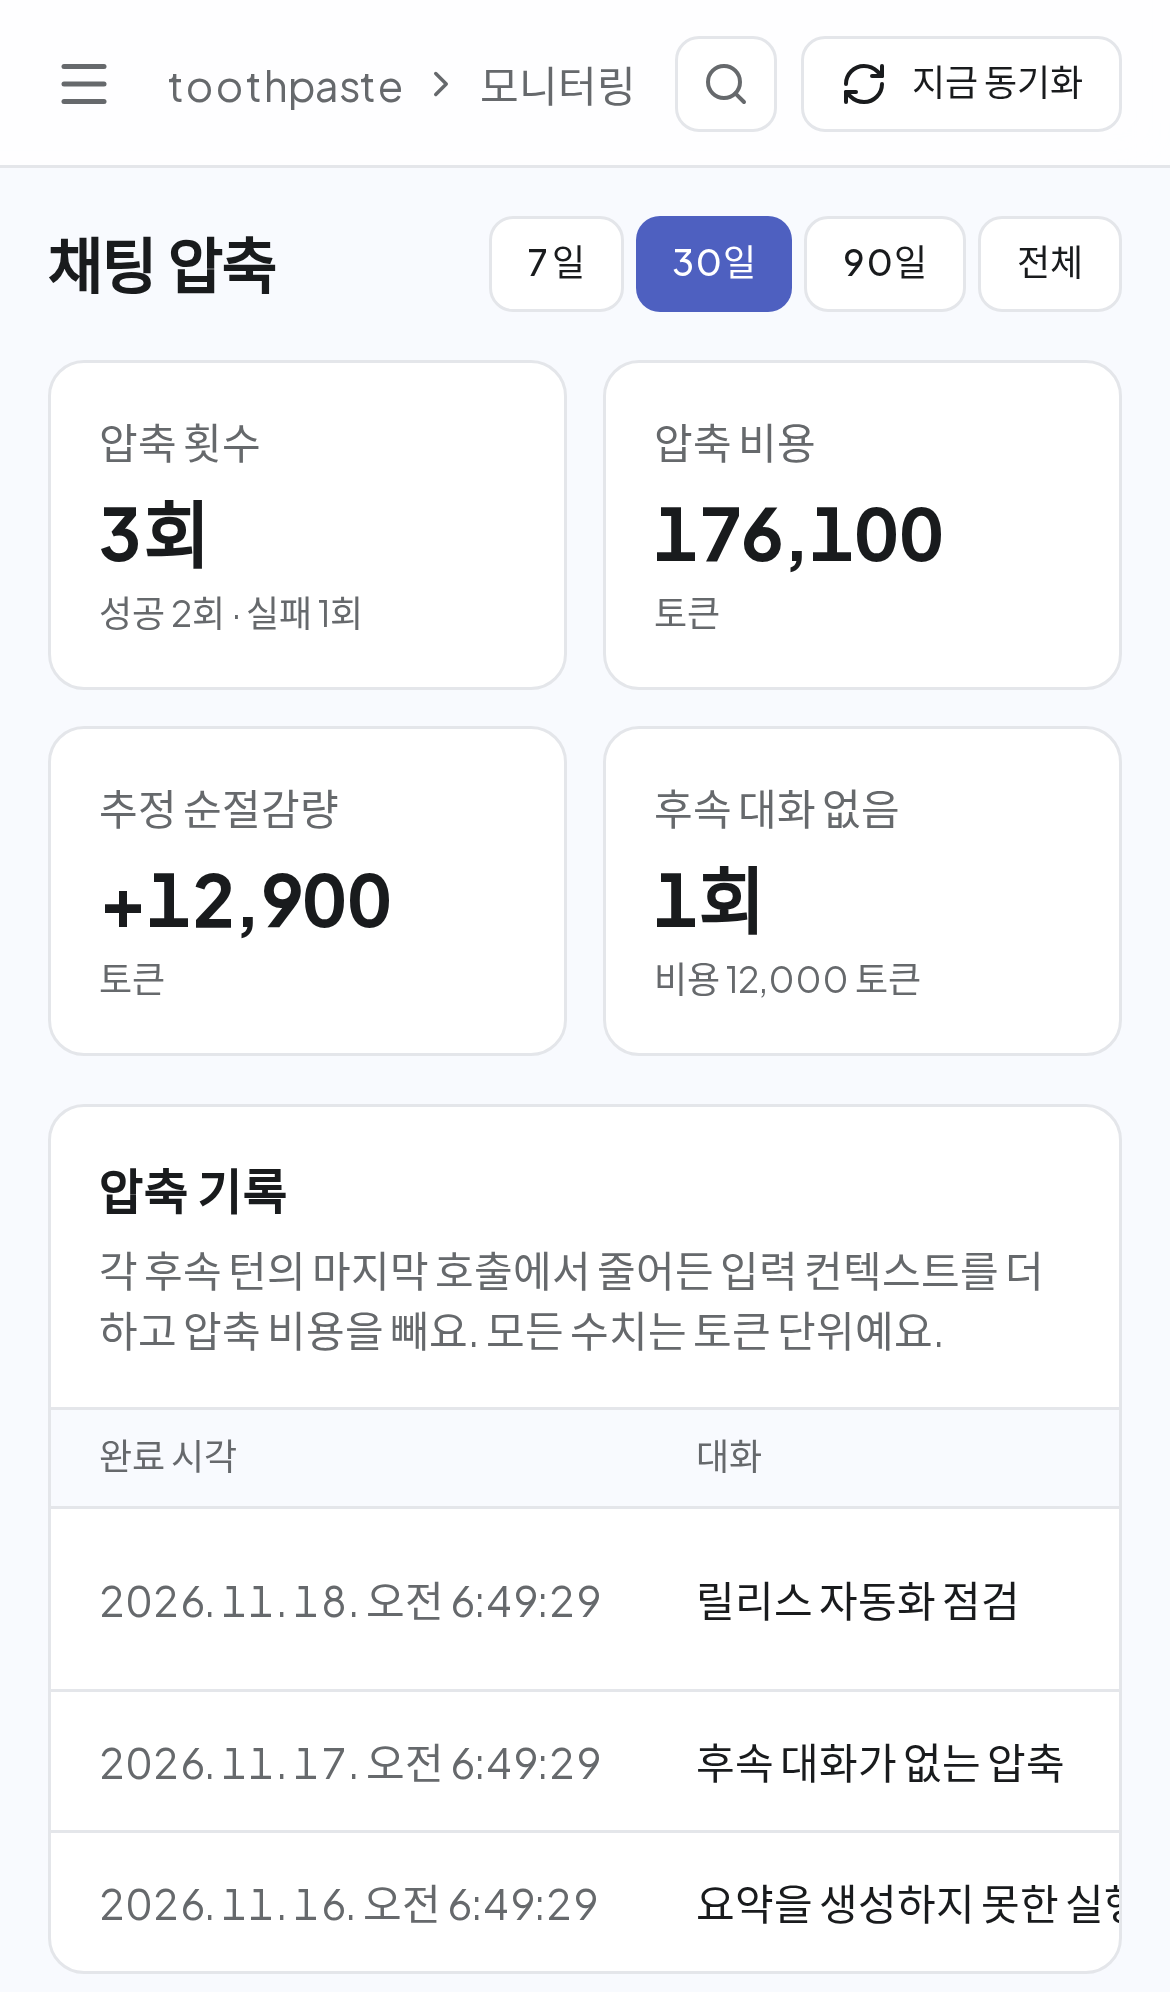 toothpaste > 모니터링 지금 동기화
채팅 압축 7일 30일 90일 전체
압축 횟수
3회
성공 2회 · 실패 1회
압축 비용
176,100
토큰
추정 순절감량
+12,900
토큰
후속 대화 없음
1회
비용 12,000 토큰
압축 기록
각 후속 턴의 마지막 호출에서 줄어든 입력 컨텍스트를 더
하고 압축 비용을 빼요. 모든 수치는 토큰 단위예요.
완료 시각 대화
2026. 11. 18. 오전 6:49:29 릴리스 자동화 점검
2026. 11. 17. 오전 6:49:29 후속 대화가 없는 압축
2026. 11. 16. 오전 6:49:29 요약을 생성하지 못한